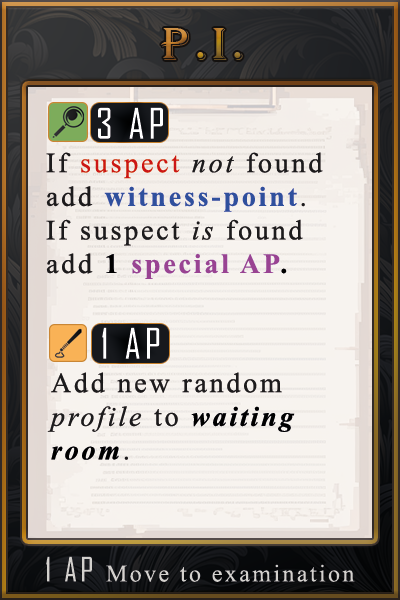 P.I.
3 AP
If suspect not found
add witness-point.
If suspect is found
add 1 special AP.
1 AP
Add new random
profile to waiting
room.
1 AP Move to examination